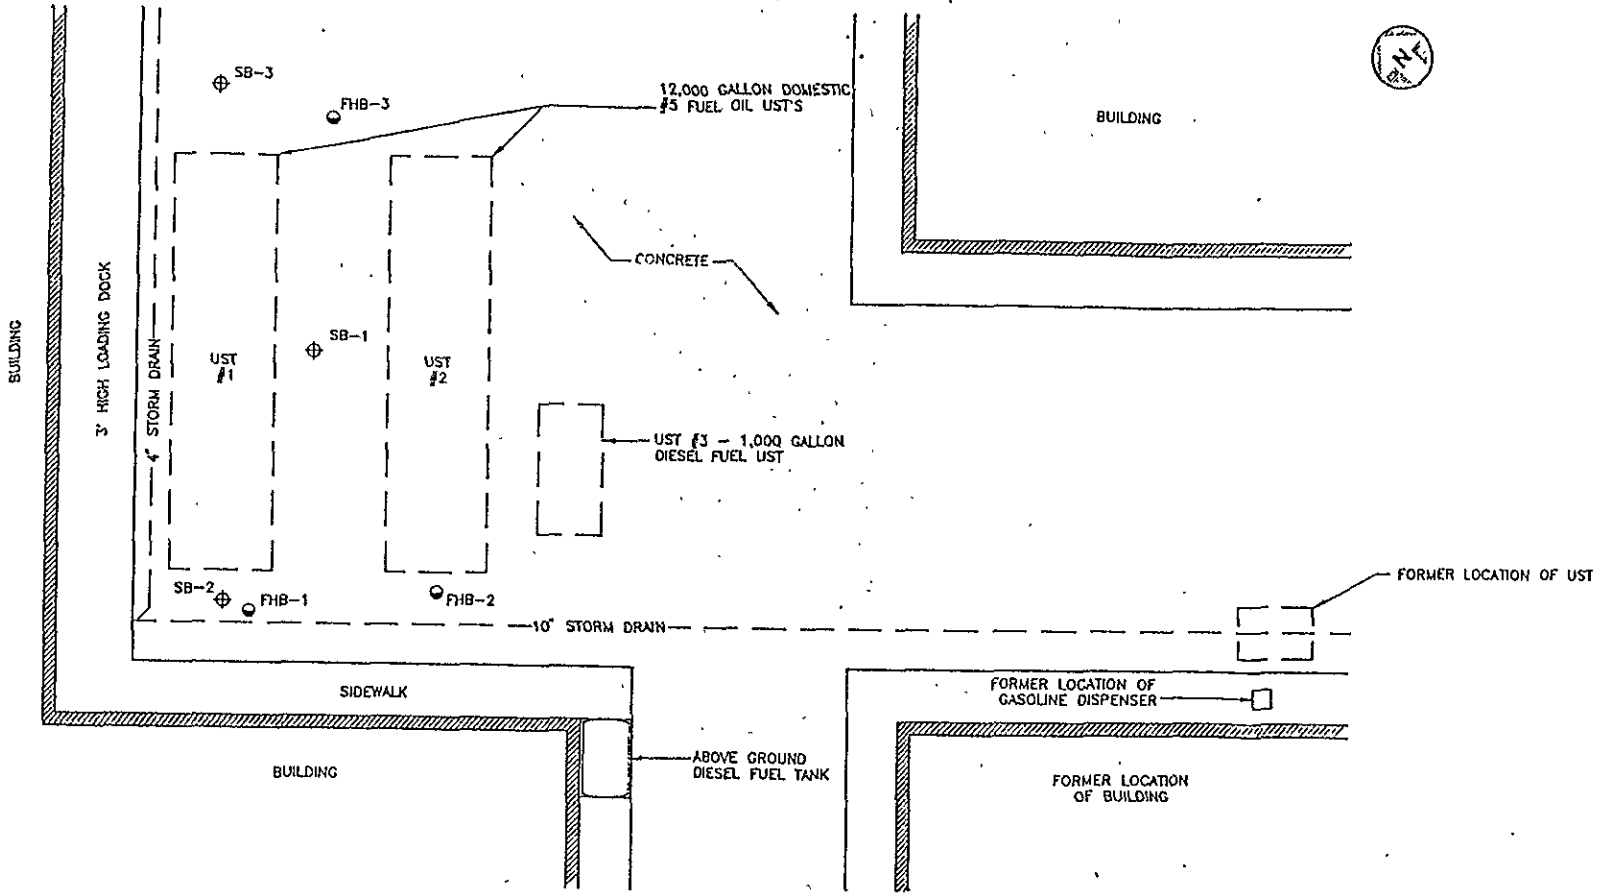 SB-3
FHB-3
12,000 GALLON DOMESTIC
#5 FUEL OIL UST'S
BUILDING
N
CONCRETE
BUILDING
3' HIGH LOADING DOCK
4" STORM DRAIN
UST
#1
SB-1
UST
#2
UST #3 - 1,000 GALLON
DIESEL FUEL UST
SB-2
FHB-1
FHB-2
10" STORM DRAIN
FORMER LOCATION OF UST
SIDEWALK
FORMER LOCATION OF
GASOLINE DISPENSER
BUILDING
ABOVE GROUND
DIESEL FUEL TANK
FORMER LOCATION
OF BUILDING